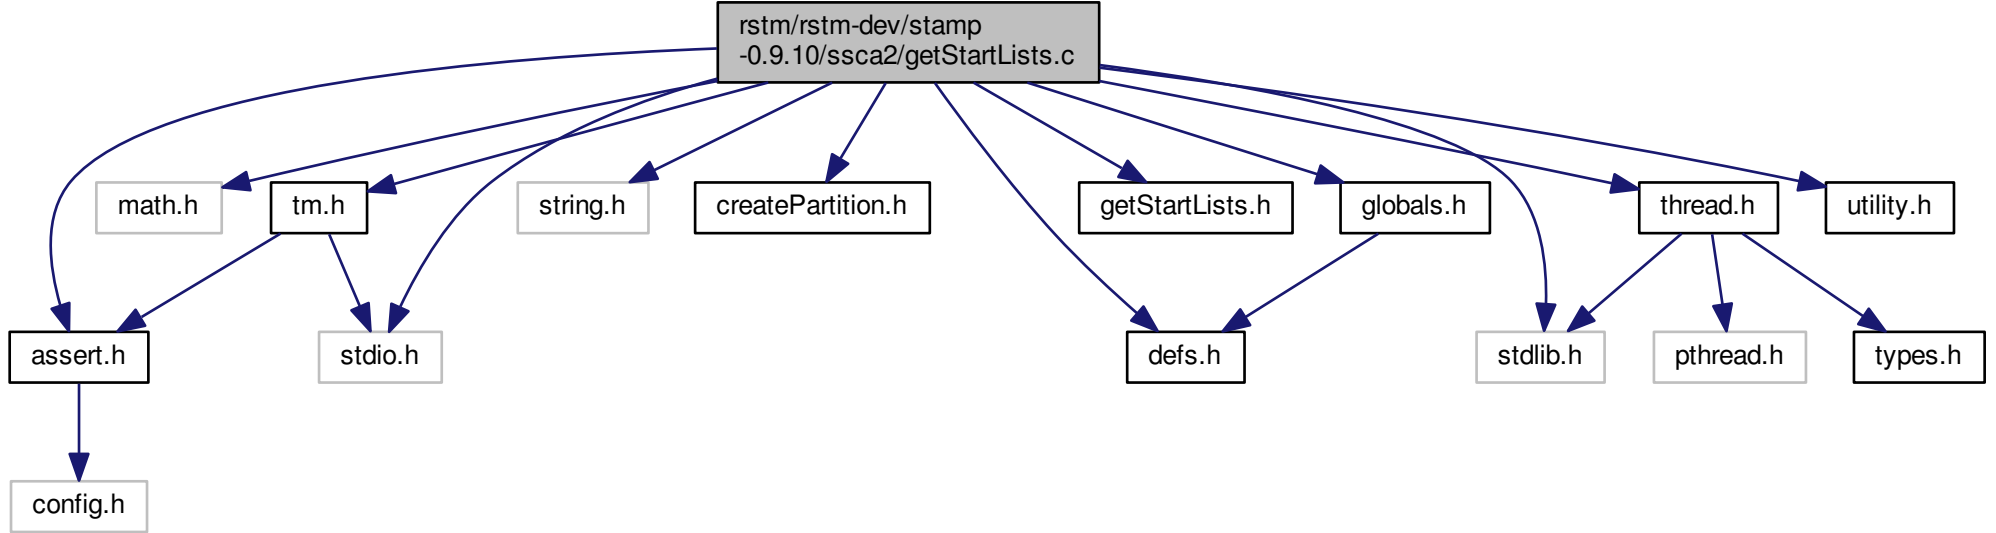 rstm/rstm-dev/stamp
-0.9.10/ssca2/getStartLists.c
math.h
tm.h
string.h
createPartition.h
getStartLists.h
globals.h
thread.h
utility.h
assert.h
stdio.h
defs.h
stdlib.h
pthread.h
types.h
config.h